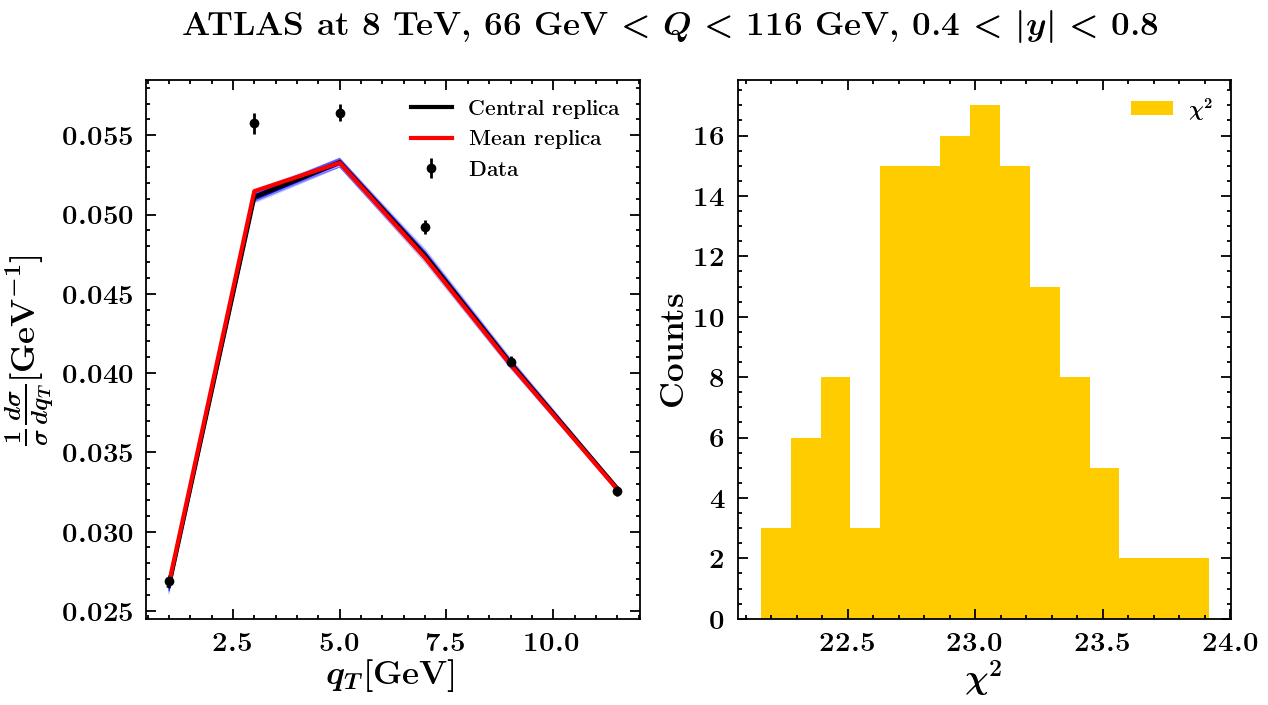 ATLAS at 8 TeV, 66 GeV < Q < 116 GeV, 0.4 < |y| < 0.8
Central replica
Mean replica
Data
0.055
0.050
0.045
0.040
0.035
0.030
0.025
1/σ dσ/dq_T [GeV⁻¹]
2.5 5.0 7.5 10.0
q_T[GeV]
χ²
16
14
12
10
8
6
4
2
0
Counts
22.5 23.0 23.5 24.0
χ²